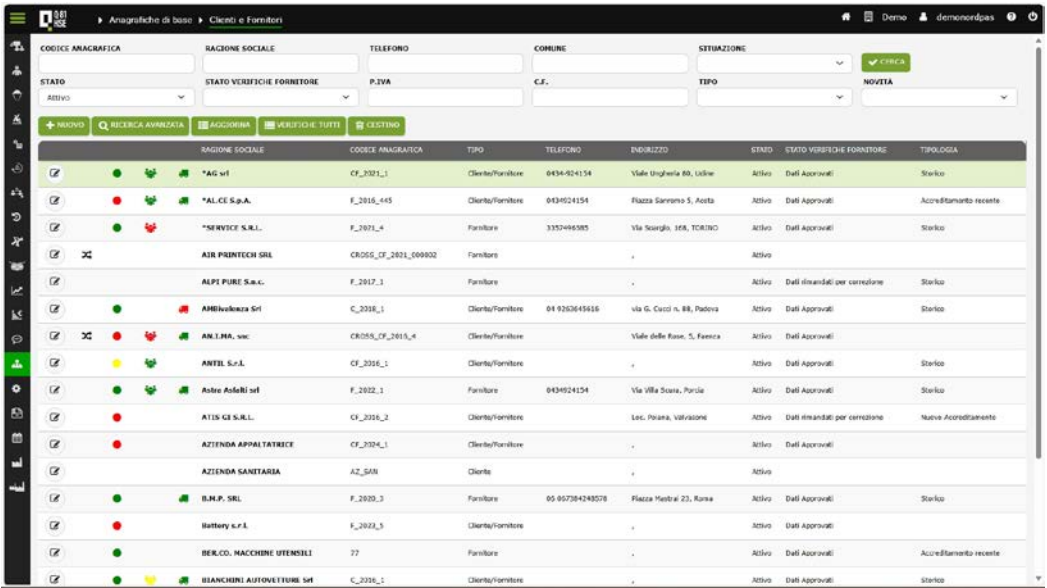 Q81 HSE Anagrafiche di base Clienti e Fornitori Demo demonordpas
CODICE ANAGRAFICA RAGIONE SOCIALE TELEFONO COMUNE SITUAZIONE
CERCA
STATO STATO VERIFICHE FORNITORE P.IVA C.F. TIPO NOVITÀ
Attivo
NUOVO RICERCA AVANZATA AGGIORNA VERIFICHE TUTTI CESTINO
RAGIONE SOCIALE CODICE ANAGRAFICA TIPO TELEFONO INDIRIZZO STATO STATO VERIFICHE FORNITORE TIPOLOGIA
*AG srl CF_2021_1 Cliente/Fornitore 0434-924154 Viale Ungheria 60, Udine Attivo Dati Approvati Storico
*AL.CE S.p.A. F_2016_445 Cliente/Fornitore 0434924154 Piazza Sanremo 5, Aosta Attivo Dati Approvati Accreditamento recente
*SERVICE S.R.L. F_2021_4 Fornitore 3357496585 Attivo Dati Approvati Storico
AIR PRINTECH SRL CROSS_CF_2021_000002 Fornitore , Attivo
ALPI PURE S.n.c. F_2017_1 Fornitore , Attivo Dati rimandati per correzione Storico
AMBivalenza Srl C_2018_1 Cliente/Fornitore 04 9263645616 via G. Cucci n. 88, Padova Attivo Dati Approvati Storico
AN.I.MA. snc CROSS_CF_2016_4 Cliente/Fornitore Viale delle Rose, 5, Faenza Attivo Dati Approvati Storico
ANTIL S.r.l. CF_2016_1 Cliente/Fornitore , Attivo Dati Approvati Storico
Astro Asfalti srl F_2022_1 Fornitore 0434924154 Via Villa Scura, Porcia Attivo Dati Approvati Storico
ATIS GI S.R.L. CF_2016_2 Cliente/Fornitore Loc. Poiana, Valvasone Attivo Dati rimandati per correzione Nuovo Accreditamento
AZIENDA APPALTATRICE CF_2024_1 Cliente/Fornitore , Attivo Dati Approvati
AZIENDA SANITARIA AZ_SAN Cliente , Attivo
B.M.P. SRL F_2020_3 Fornitore 06 067384248578 Piazza Mastrai 23, Roma Attivo Dati Approvati Storico
Battery s.r.l. F_2023_5 Cliente/Fornitore , Attivo Dati Approvati
BER.CO. MACCHINE UTENSILI 77 Fornitore , Attivo Dati Approvati Accreditamento recente
BIANCHINI AUTOVETTURE Srl C_2016_1 Cliente/Fornitore , Attivo Dati Approvati Storico